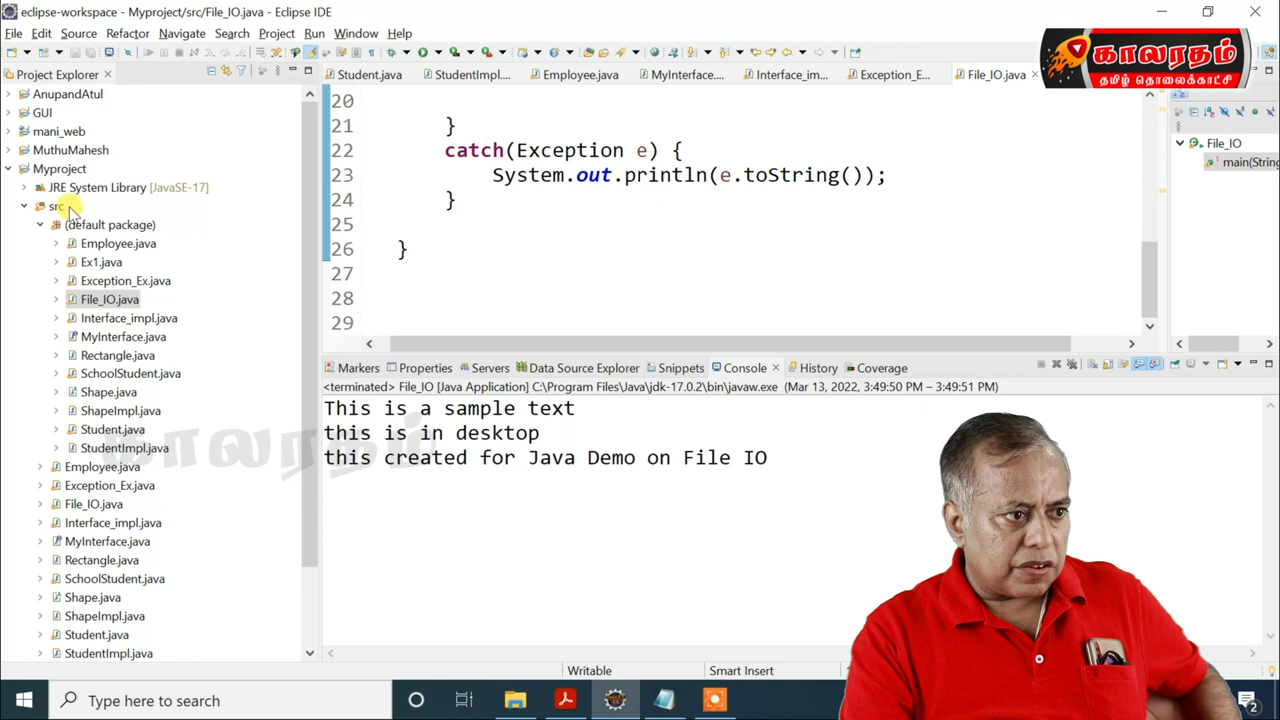 eclipse-workspace - Myproject/src/File_IO.java - Eclipse IDE
File Edit Source Refactor Navigate Search Project Run Window Help
காலரதம்
தமிழ் தொலைக்காட்சி
Project Explorer
Student.java StudentImpl.... Employee.java MyInterface.... Interface_im... Exception_E... File_IO.java
AnupandAtul
GUI
mani_web
MuthuMahesh
Myproject
JRE System Library [JavaSE-17]
src
(default package)
Employee.java
Ex1.java
Exception_Ex.java
File_IO.java
Interface_impl.java
MyInterface.java
Rectangle.java
SchoolStudent.java
Shape.java
ShapeImpl.java
Student.java
StudentImpl.java
Employee.java
Exception_Ex.java
File_IO.java
Interface_impl.java
MyInterface.java
Rectangle.java
SchoolStudent.java
Shape.java
ShapeImpl.java
Student.java
StudentImpl.java
20
21 }
22 catch(Exception e) {
23 System.out.println(e.toString());
24 }
25
26 }
27
28
29
File_IO
main(String
Markers Properties Servers Data Source Explorer Snippets Console History Coverage
<terminated> File_IO [Java Application] C:\Program Files\Java\jdk-17.0.2\bin\javaw.exe (Mar 13, 2022, 3:49:50 PM – 3:49:51 PM)
This is a sample text
this is in desktop
this created for Java Demo on File IO
காலரதம்
Writable Smart Insert
Type here to search
2